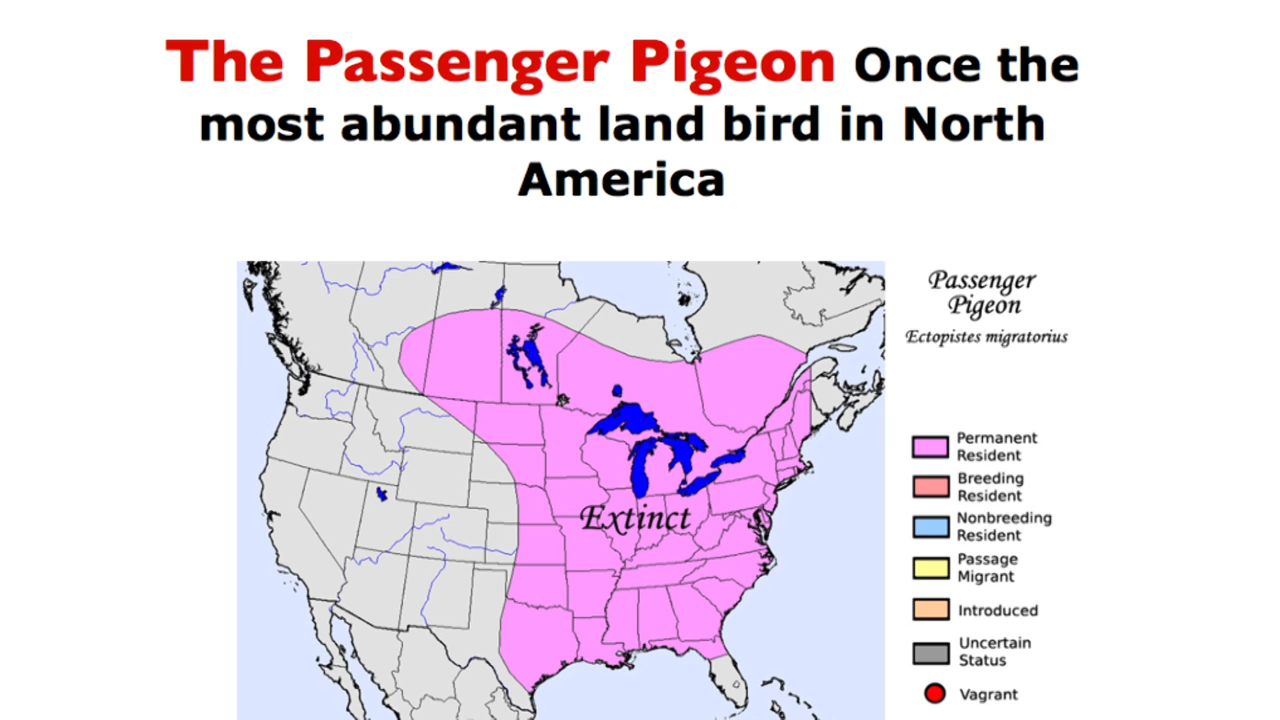 The Passenger Pigeon Once the
most abundant land bird in North
America
Passenger
Pigeon
Ectopistes migratorius
Extinct
Permanent
Resident
Breeding
Resident
Nonbreeding
Resident
Passage
Migrant
Introduced
Uncertain
Status
Vagrant